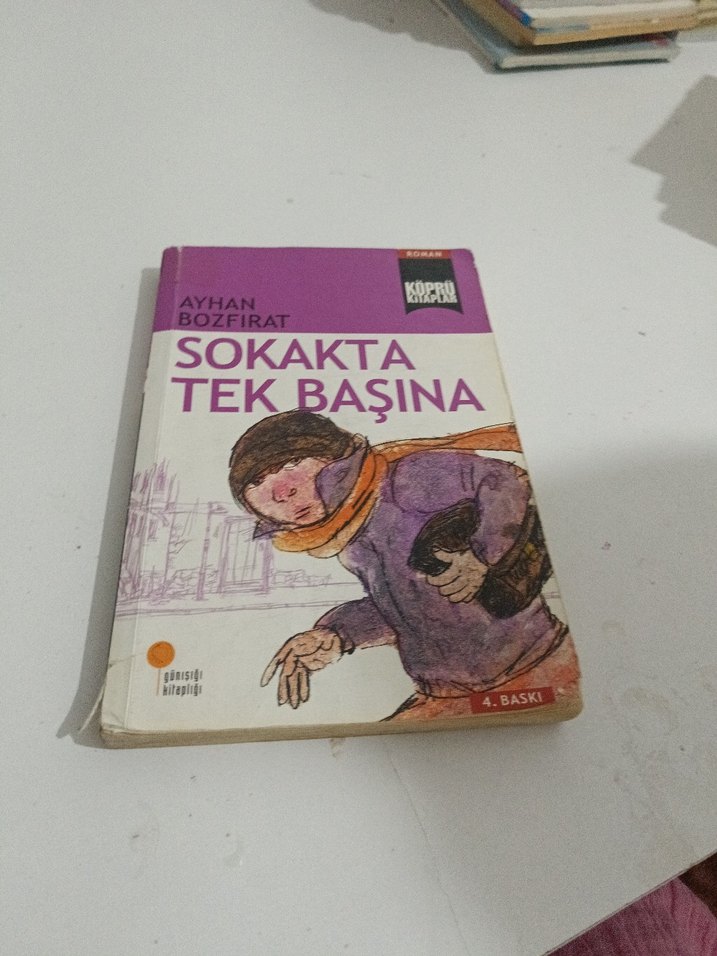 ROMAN
KÖPRÜ
KİTAPLAR
AYHAN
BOZFIRAT
SOKAKTA
TEK BAŞINA
günışığı
kitaplığı
4. BASKI